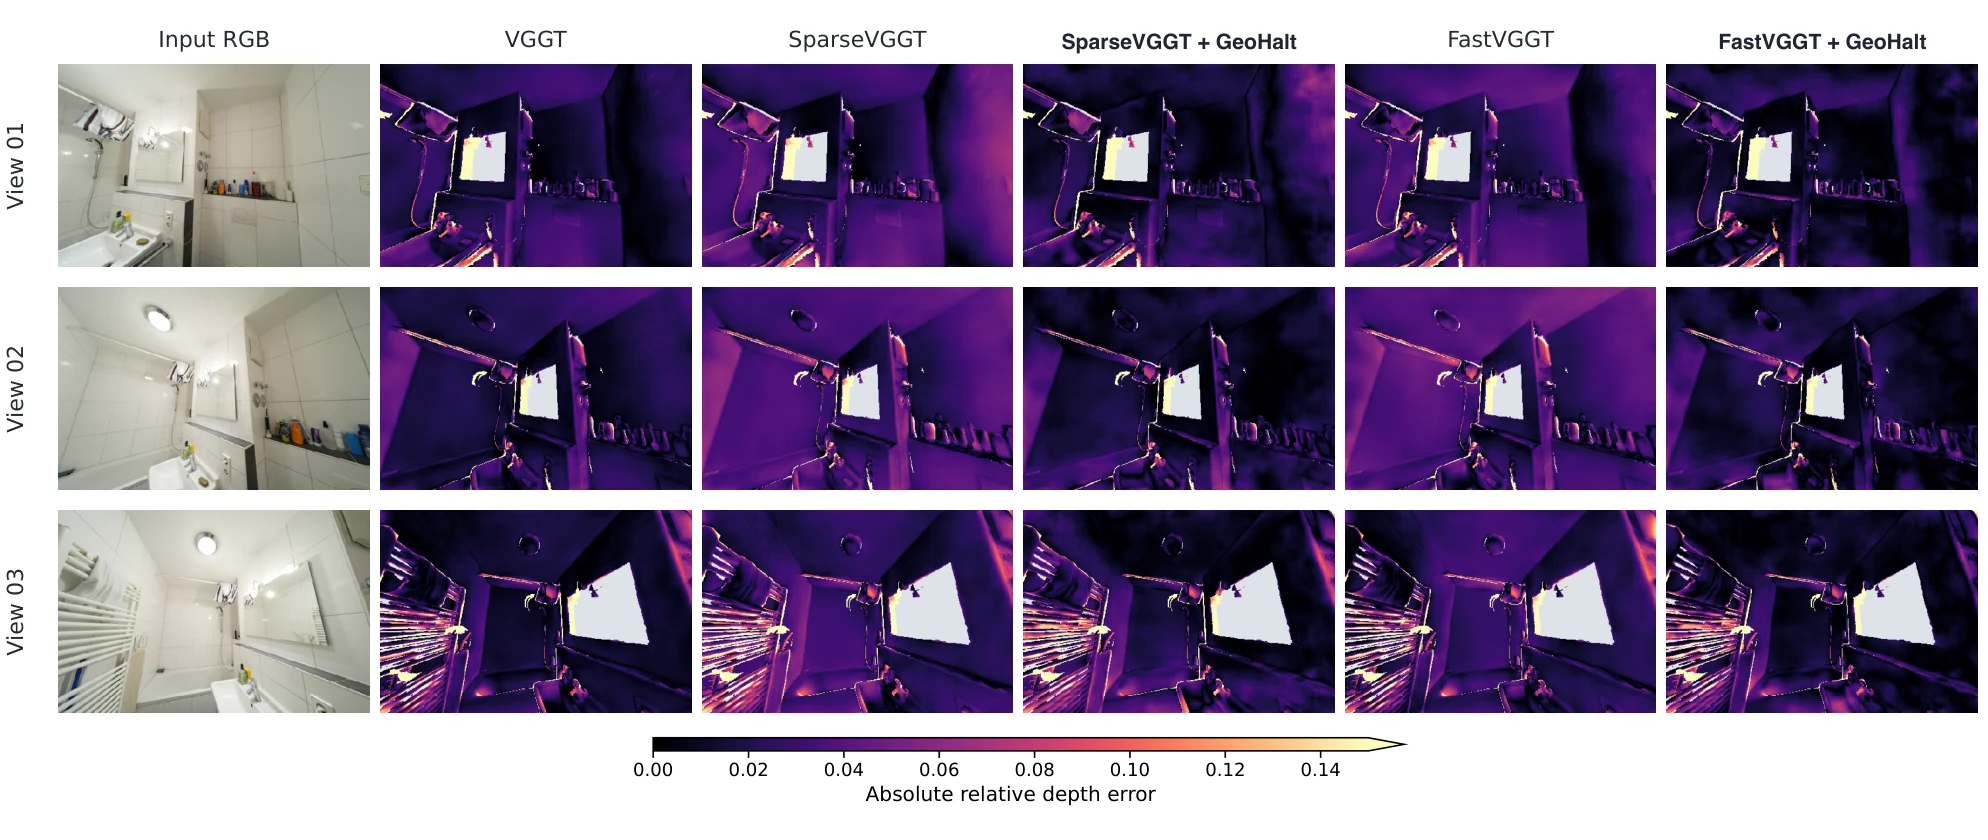 Input RGB
VGGT
SparseVGGT
SparseVGGT + GeoHalt
FastVGGT
FastVGGT + GeoHalt
View 01
View 02
View 03
0.00 0.02 0.04 0.06 0.08 0.10 0.12 0.14
Absolute relative depth error